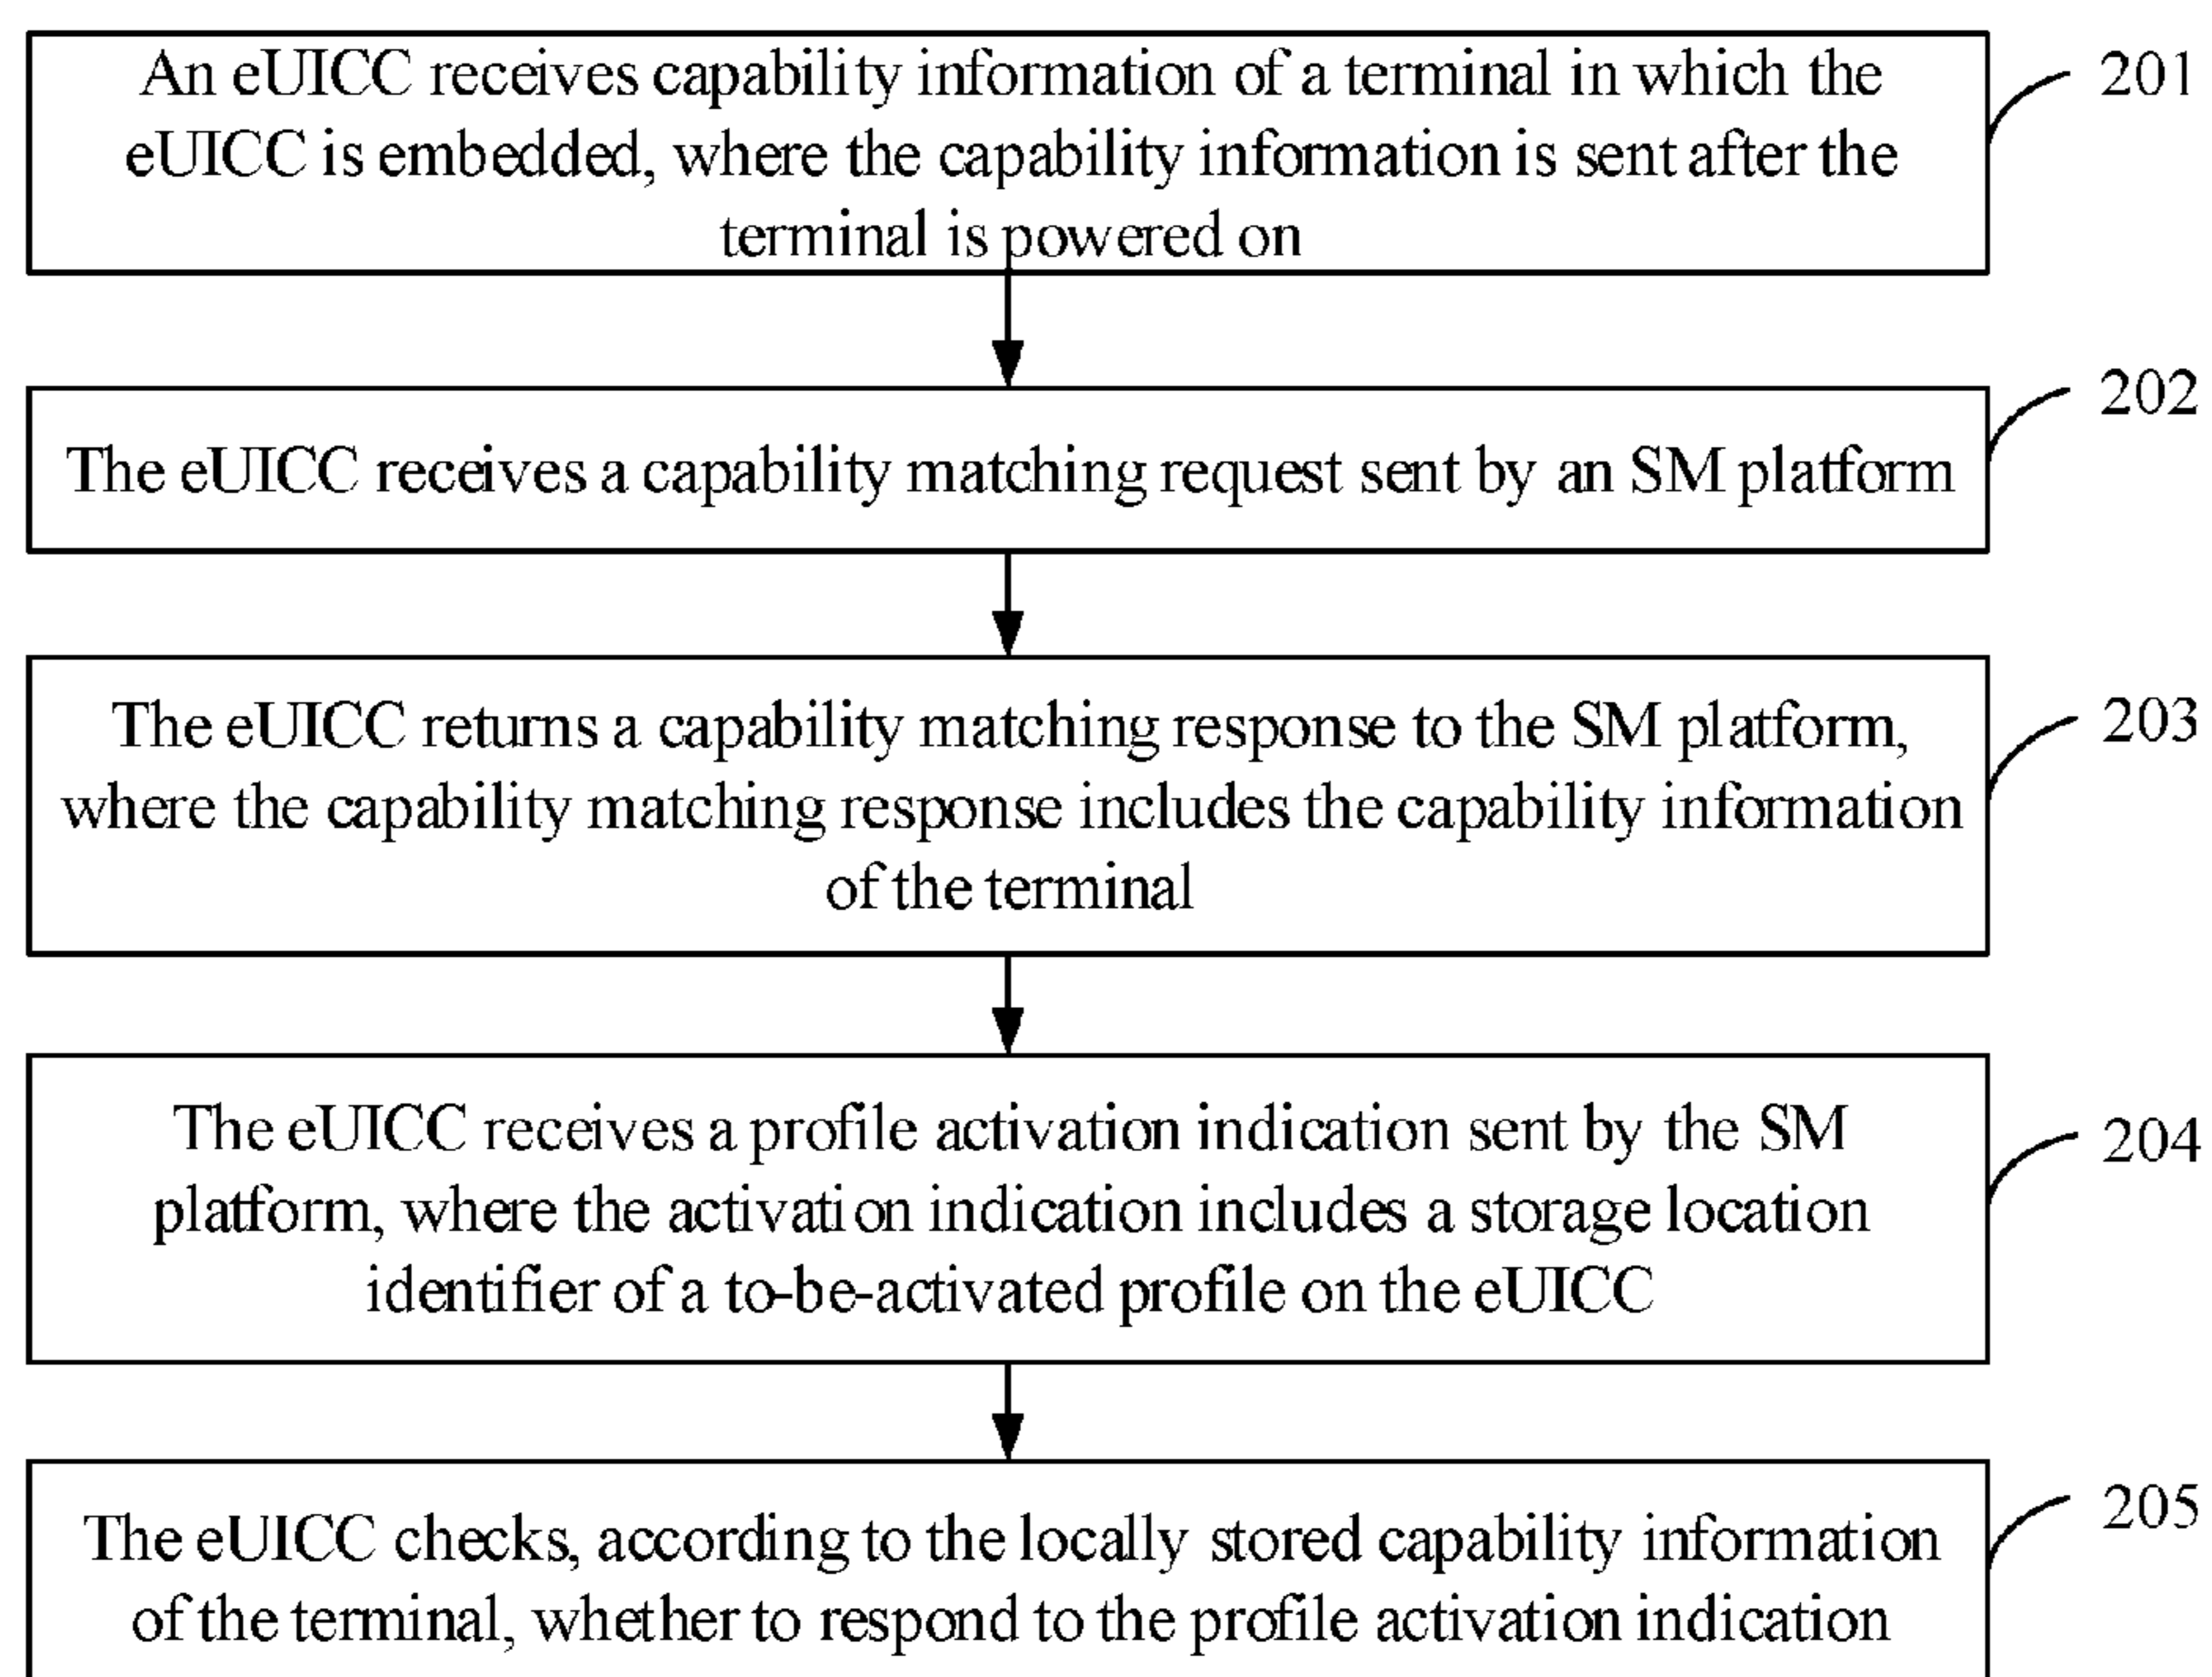 An eUICC receives capability information of a terminal in which the
eUICC is embedded, where the capability information is sent after the
terminal is powered on
201
The eUICC receives a capability matching request sent by an SM platform
202
The eUICC returns a capability matching response to the SM platform,
where the capability matching response includes the capability information
of the terminal
203
The eUICC receives a profile activation indication sent by the SM
platform, where the activation indication includes a storage location
identifier of a to-be-activated profile on the eUICC
204
The eUICC checks, according to the locally stored capability information
of the terminal, whether to respond to the profile activation indication
205